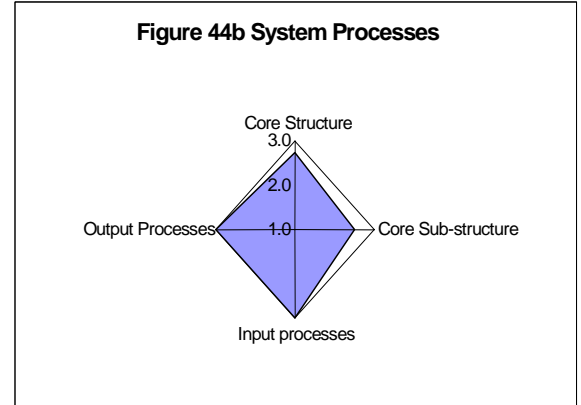 Figure 44b System Processes
Core Structure
3.0
2.0
Output Processes
1.0
Core Sub-structure
Input processes